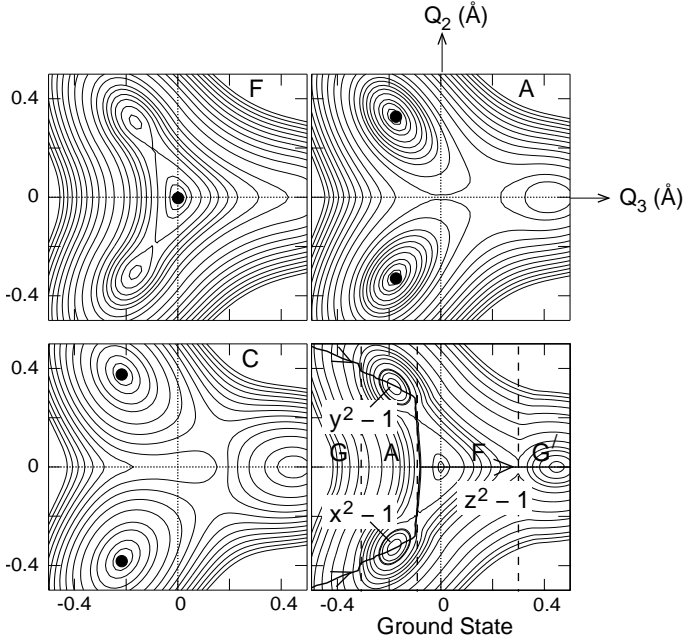 Q₂ (Å)
F
A
0.4
0
-0.4
Q₃ (Å)
C
0.4
0
-0.4
y² – 1
G
A
F
G′
z² – 1
x² – 1
-0.4
0
0.4
-0.4
0
0.4
Ground State